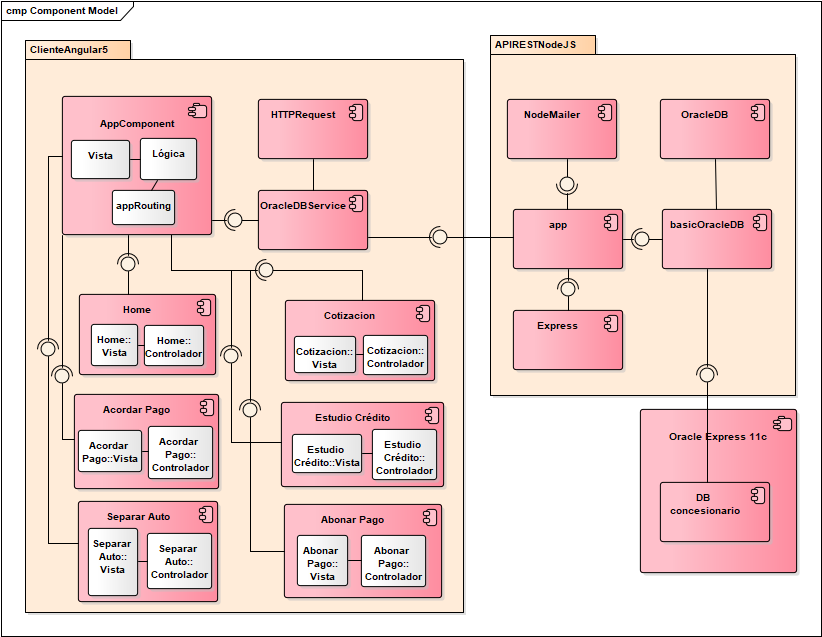 cmp Component Model
ClienteAngular5
AppComponent
Vista
Lógica
appRouting
HTTPRequest
OracleDBService
Home
Home::
Vista
Home::
Controlador
Cotizacion
Cotizacion::
Vista
Cotizacion::
Controlador
Acordar Pago
Acordar
Pago::Vista
Acordar
Pago::
Controlador
Estudio Crédito
Estudio
Crédito::Vista
Estudio
Crédito::
Controlador
Separar Auto
Separar
Auto::
Vista
Separar
Auto::
Controlador
Abonar Pago
Abonar
Pago::
Vista
Abonar
Pago::
Controlador
APIRESTNodeJS
NodeMailer
OracleDB
app
basicOracleDB
Express
Oracle Express 11c
DB
concesionario